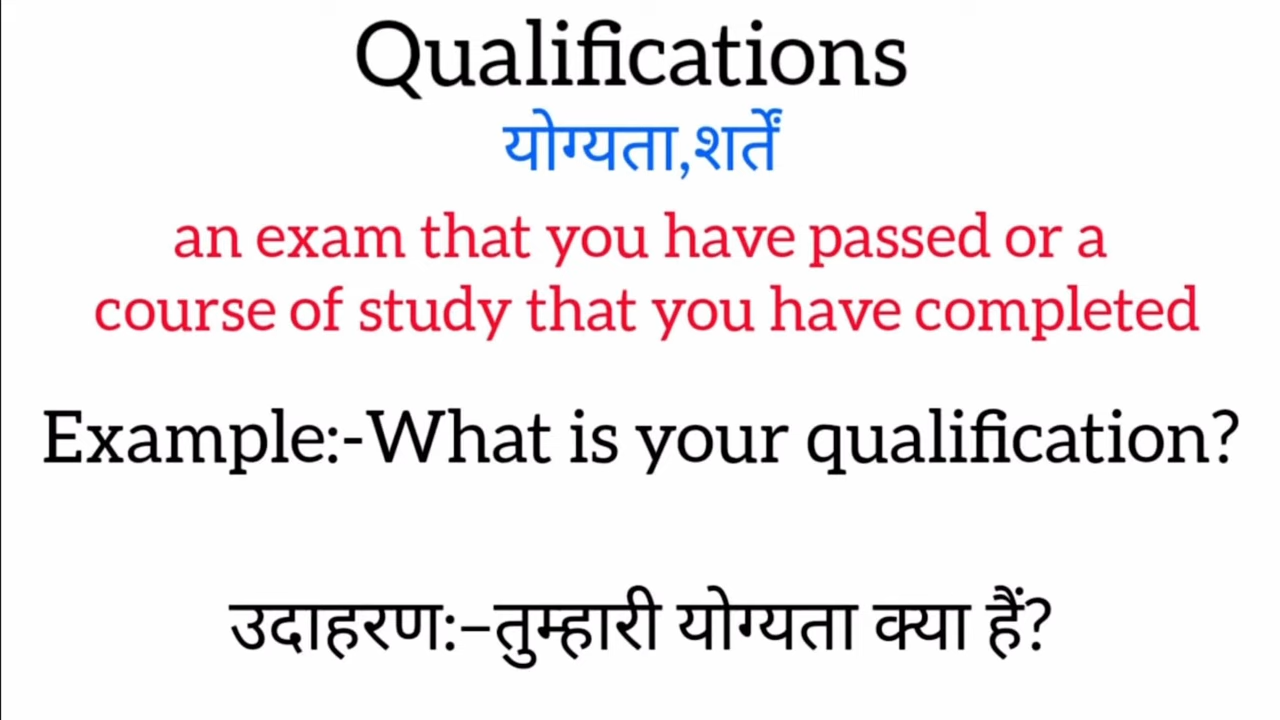 Qualifications
योग्यता,शर्तें
an exam that you have passed or a
course of study that you have completed
Example:-What is your qualification?
उदाहरण:–तुम्हारी योग्यता क्या हैं?